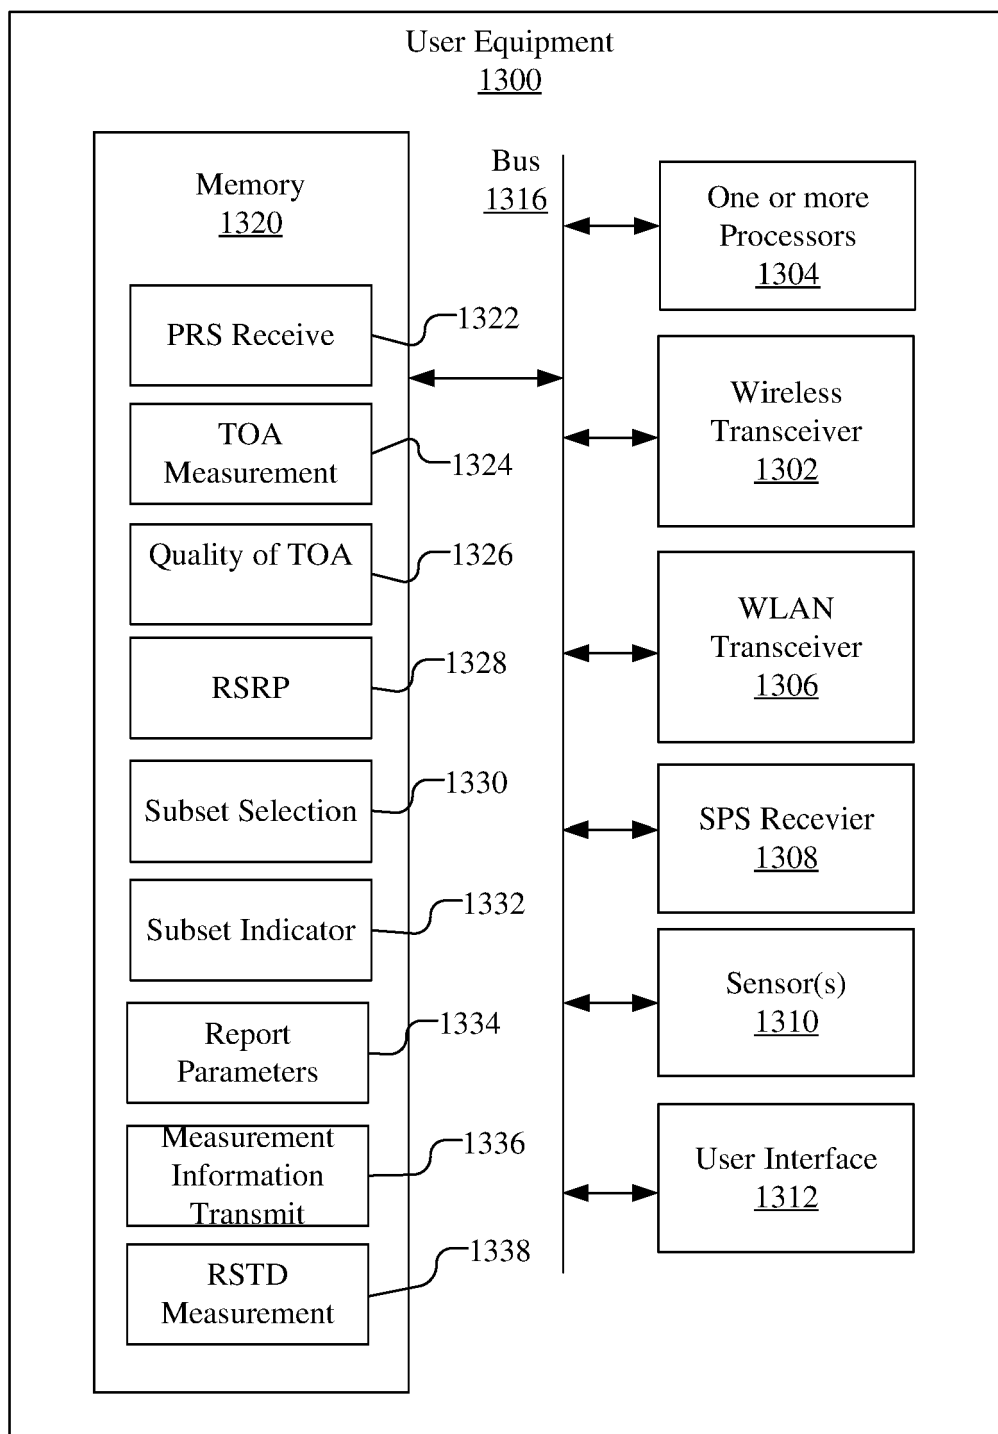 User Equipment
1300
Memory
1320
PRS Receive
1322
TOA
Measurement
1324
Quality of TOA
1326
RSRP
1328
Subset Selection
1330
Subset Indicator
1332
Report
Parameters
1334
Measurement
Information
Transmit
1336
RSTD
Measurement
1338
Bus
1316
One or more
Processors
1304
Wireless
Transceiver
1302
WLAN
Transceiver
1306
SPS Recevier
1308
Sensor(s)
1310
User Interface
1312